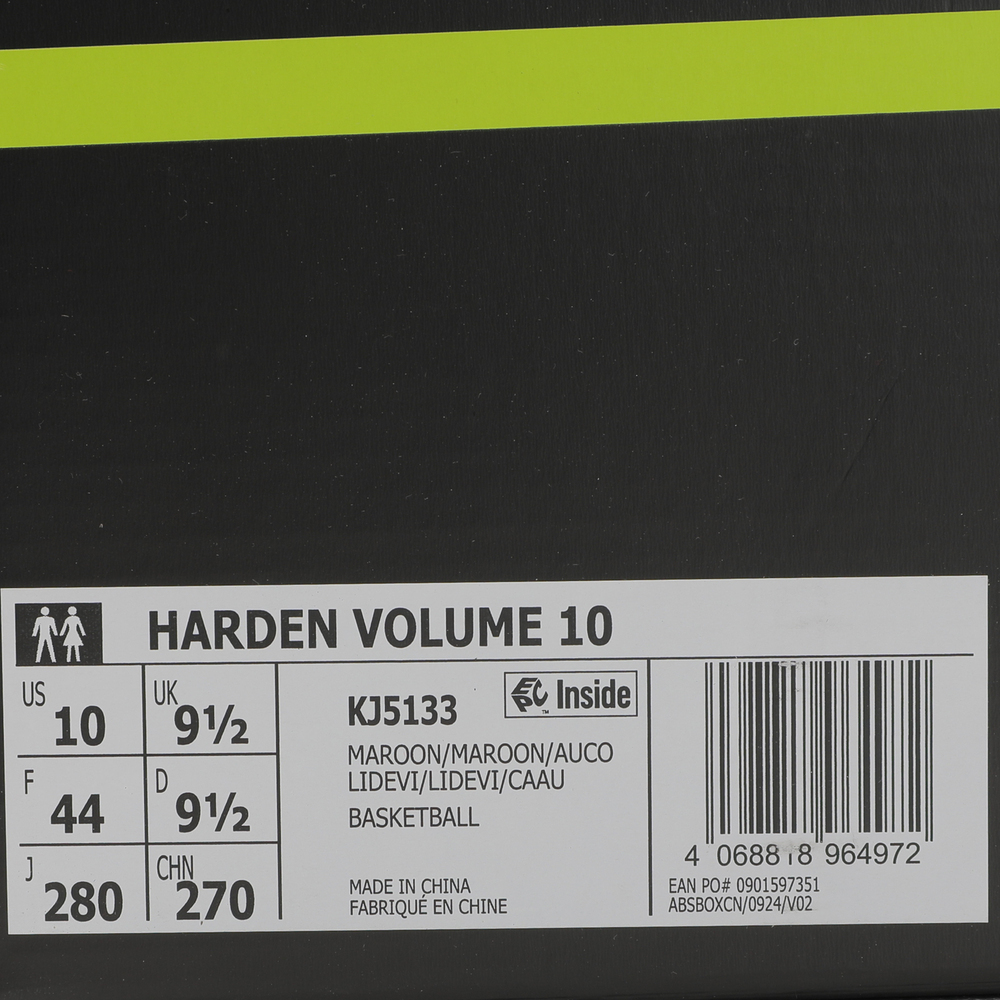 HARDEN VOLUME 10
US 10
UK 9½
F 44
D 9½
J 280
CHN 270
KJ5133
EPC™ Inside
MAROON/MAROON/AUCO
LIDEVI/LIDEVI/CAAU
BASKETBALL
MADE IN CHINA
FABRIQUÉ EN CHINE
4 068818 964972
EAN PO# 0901597351
ABSBOXCN/0924/V02